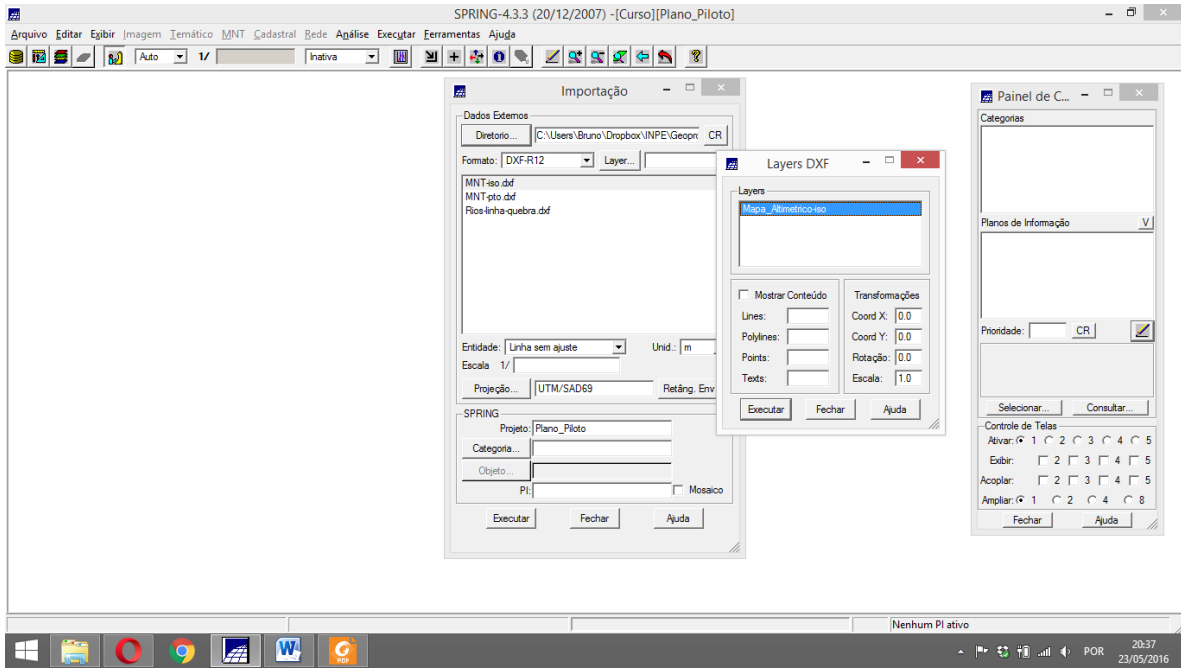 SPRING-4.3.3 (20/12/2007) -[Curso][Plano_Piloto]
Arquivo Editar Exibir Imagem Temático MNT Cadastral Rede Análise Executar Ferramentas Ajuda
Auto 1/ Inativa
Importação
Dados Externos
Diretorio... C:\Users\Bruno\Dropbox\INPE\Geopro CR
Formato: DXF-R12 Layer...
MNT-iso.dxf
MNT-pto.dxf
Rios-linha-quebra.dxf
Entidade: Linha sem ajuste Unid.: m
Escala 1/
Projeção... UTM/SAD69 Retâng. Env
SPRING
Projeto: Plano_Piloto
Categoria...
Objeto...
PI: Mosaico
Executar Fechar Ajuda
Layers DXF
Layers
Mapa_Altimetrico-iso
Mostrar Conteúdo
Lines:
Polylines:
Points:
Texts:
Transformações
Coord X: 0.0
Coord Y: 0.0
Rotação: 0.0
Escala: 1.0
Executar Fechar Ajuda
Painel de C...
Categorias
Planos de Informação V
Prioridade: CR
Selecionar... Consultar...
Controle de Telas
Ativar: 1 2 3 4 5
Exibir: 2 3 4 5
Acoplar: 2 3 4 5
Ampliar: 1 2 4 8
Fechar Ajuda
Nenhum PI ativo
W
G
PDF
POR
20:37
23/05/2016